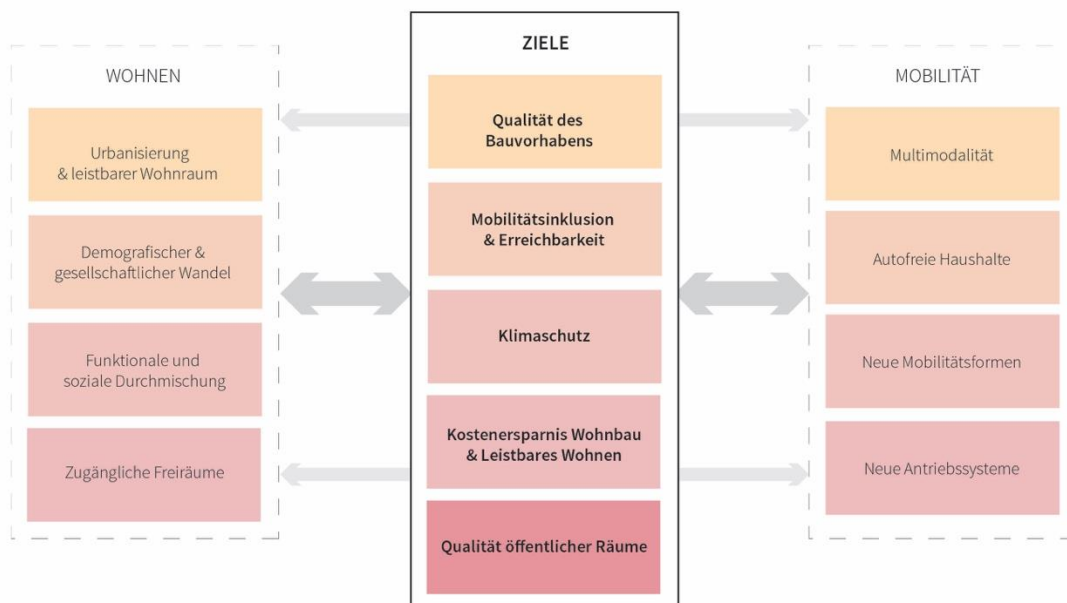 WOHNEN
Urbanisierung
& leistbarer Wohnraum
Demografischer &
gesellschaftlicher Wandel
Funktionale und
soziale Durchmischung
Zugängliche Freiräume
ZIELE
Qualität des
Bauvorhabens
Mobilitätsinklusion
& Erreichbarkeit
Klimaschutz
Kostenersparnis Wohnbau
& Leistbares Wohnen
Qualität öffentlicher Räume
MOBILITÄT
Multimodalität
Autofreie Haushalte
Neue Mobilitätsformen
Neue Antriebssysteme